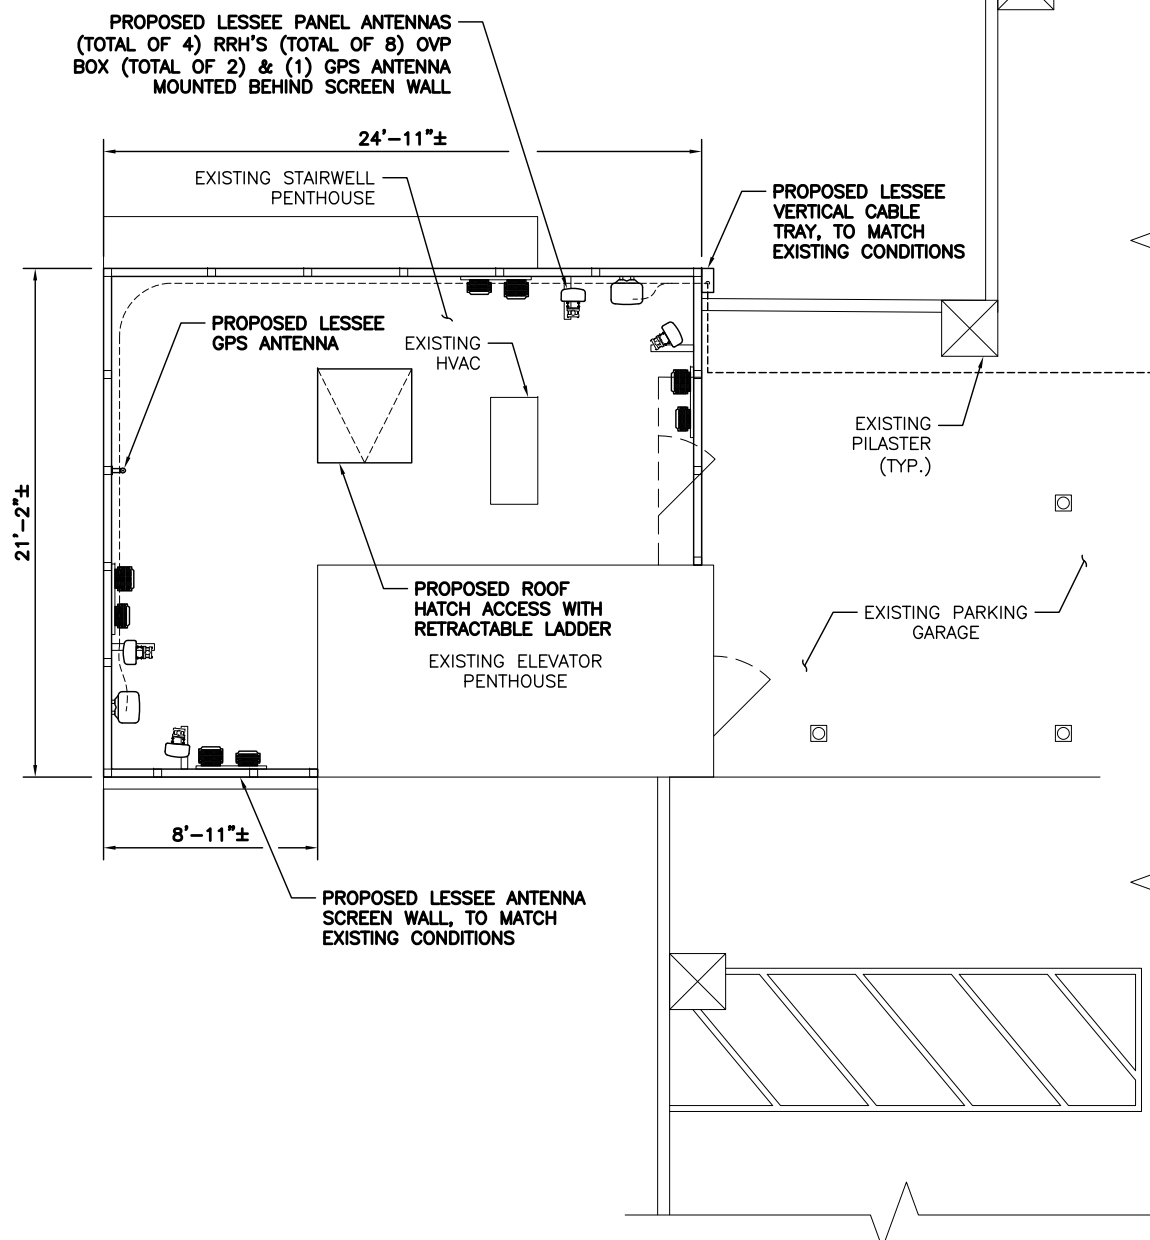 PROPOSED LESSEE PANEL ANTENNAS
(TOTAL OF 4) RRH'S (TOTAL OF 8) OVP
BOX (TOTAL OF 2) & (1) GPS ANTENNA
MOUNTED BEHIND SCREEN WALL
24'-11"±
EXISTING STAIRWELL
PENTHOUSE
PROPOSED LESSEE
VERTICAL CABLE
TRAY, TO MATCH
EXISTING CONDITIONS
PROPOSED LESSEE
GPS ANTENNA
EXISTING
HVAC
EXISTING
PILASTER
(TYP.)
21'-2"±
PROPOSED ROOF
HATCH ACCESS WITH
RETRACTABLE LADDER
EXISTING PARKING
GARAGE
EXISTING ELEVATOR
PENTHOUSE
8'-11"±
PROPOSED LESSEE ANTENNA
SCREEN WALL, TO MATCH
EXISTING CONDITIONS